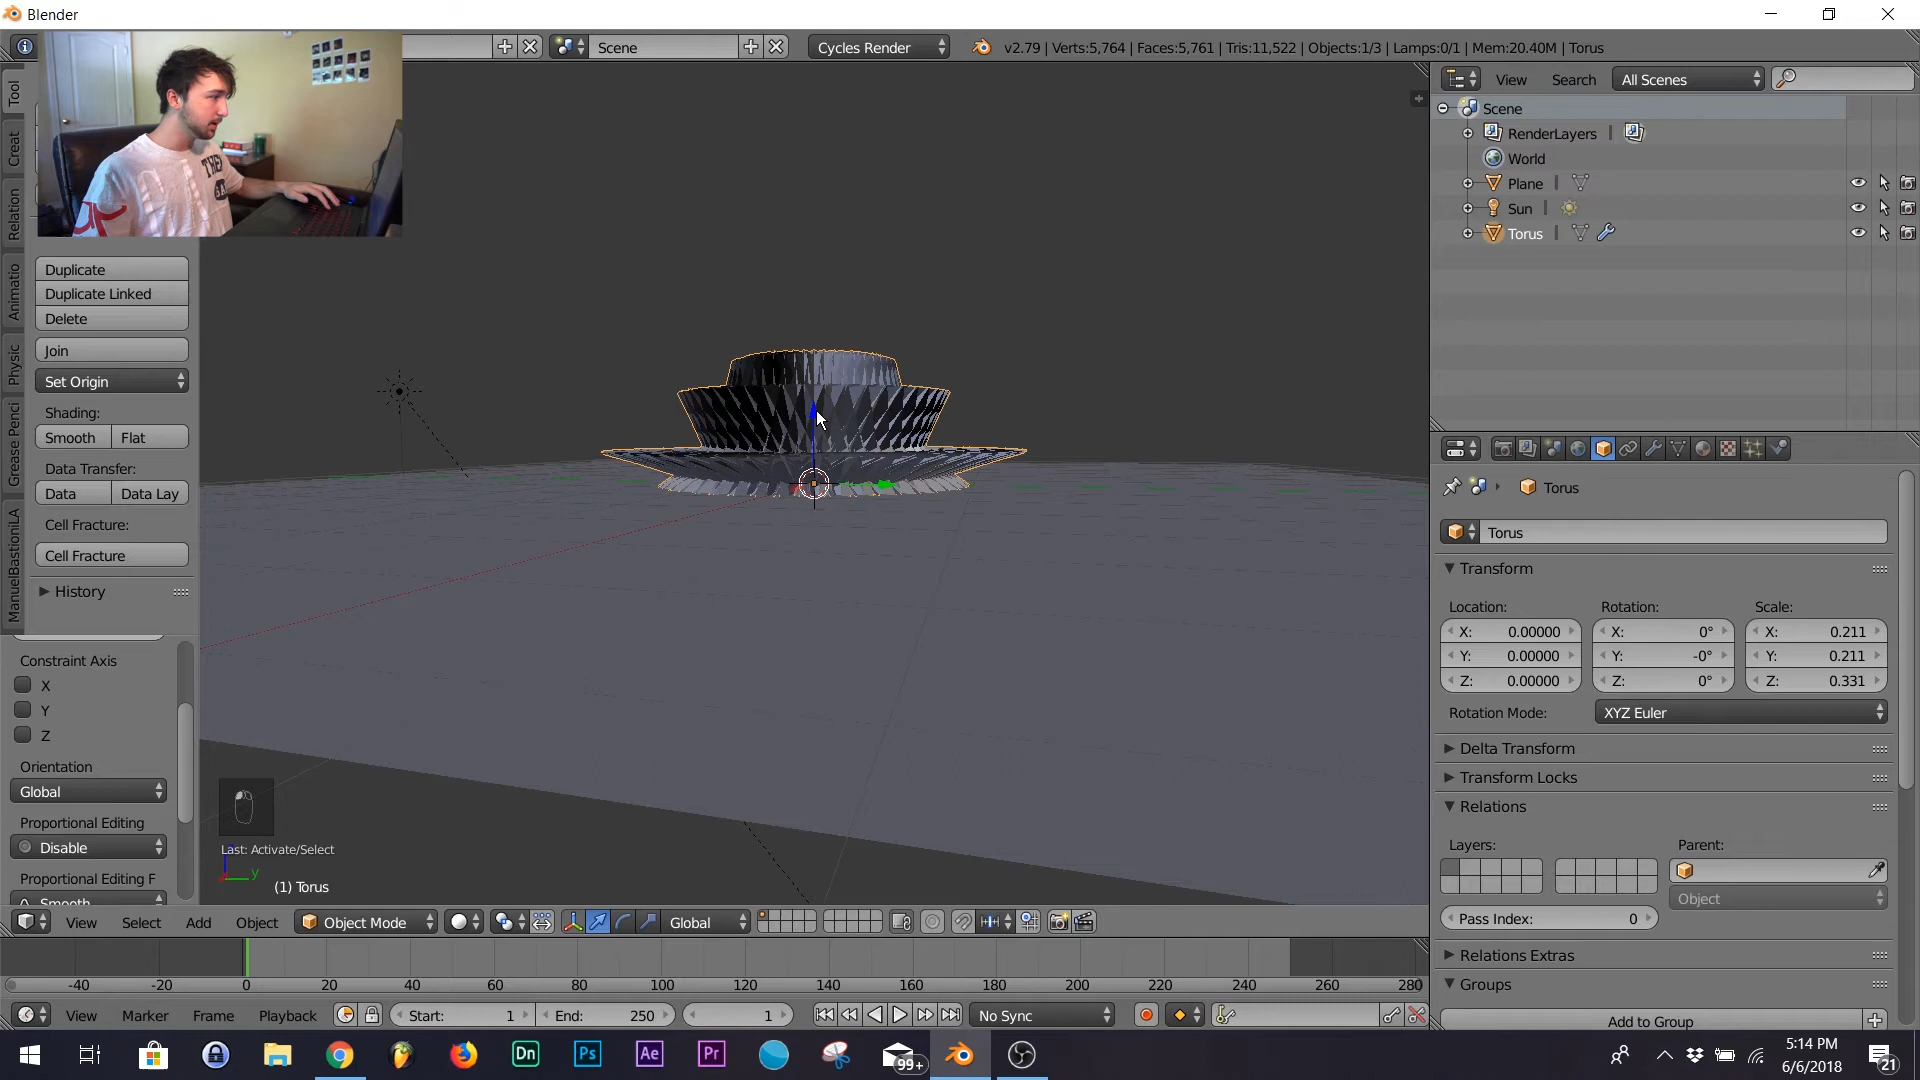 Blender
Scene
Cycles Render
v2.79 | Verts:5,764 | Faces:5,761 | Tris:11,522 | Objects:1/3 | Lamps:0/1 | Mem:20.40M | Torus
View
Search
All Scenes
Scene
RenderLayers
World
Plane
Sun
Torus
Tool
Creat
Relation
Animatio
Physic
Grease Penci
ManuelBastioniLA
Duplicate
Duplicate Linked
Delete
Join
Set Origin
Shading:
Smooth
Flat
Data Transfer:
Data
Data Lay
Cell Fracture:
Cell Fracture
History
Constraint Axis
X
Y
Z
Orientation
Global
Proportional Editing
Disable
Proportional Editing F
Smooth
Last: Activate/Select
(1) Torus
Torus
Torus
Transform
Location:
Rotation:
Scale:
X: 0.00000
X: 0°
X: 0.211
Y: 0.00000
Y: -0°
Y: 0.211
Z: 0.00000
Z: 0°
Z: 0.331
Rotation Mode:
XYZ Euler
Delta Transform
Transform Locks
Relations
Layers:
Parent:
Object
Pass Index: 0
Relations Extras
Groups
Add to Group
View
Select
Add
Object
Object Mode
Global
-40 -20 0 20 40 60 80 100 120 140 160 180 200 220 240 260 280
View
Marker
Frame
Playback
Start: 1
End: 250
1
No Sync
Dn
Ps
Ae
Pr
99+
5:14 PM
6/6/2018
21